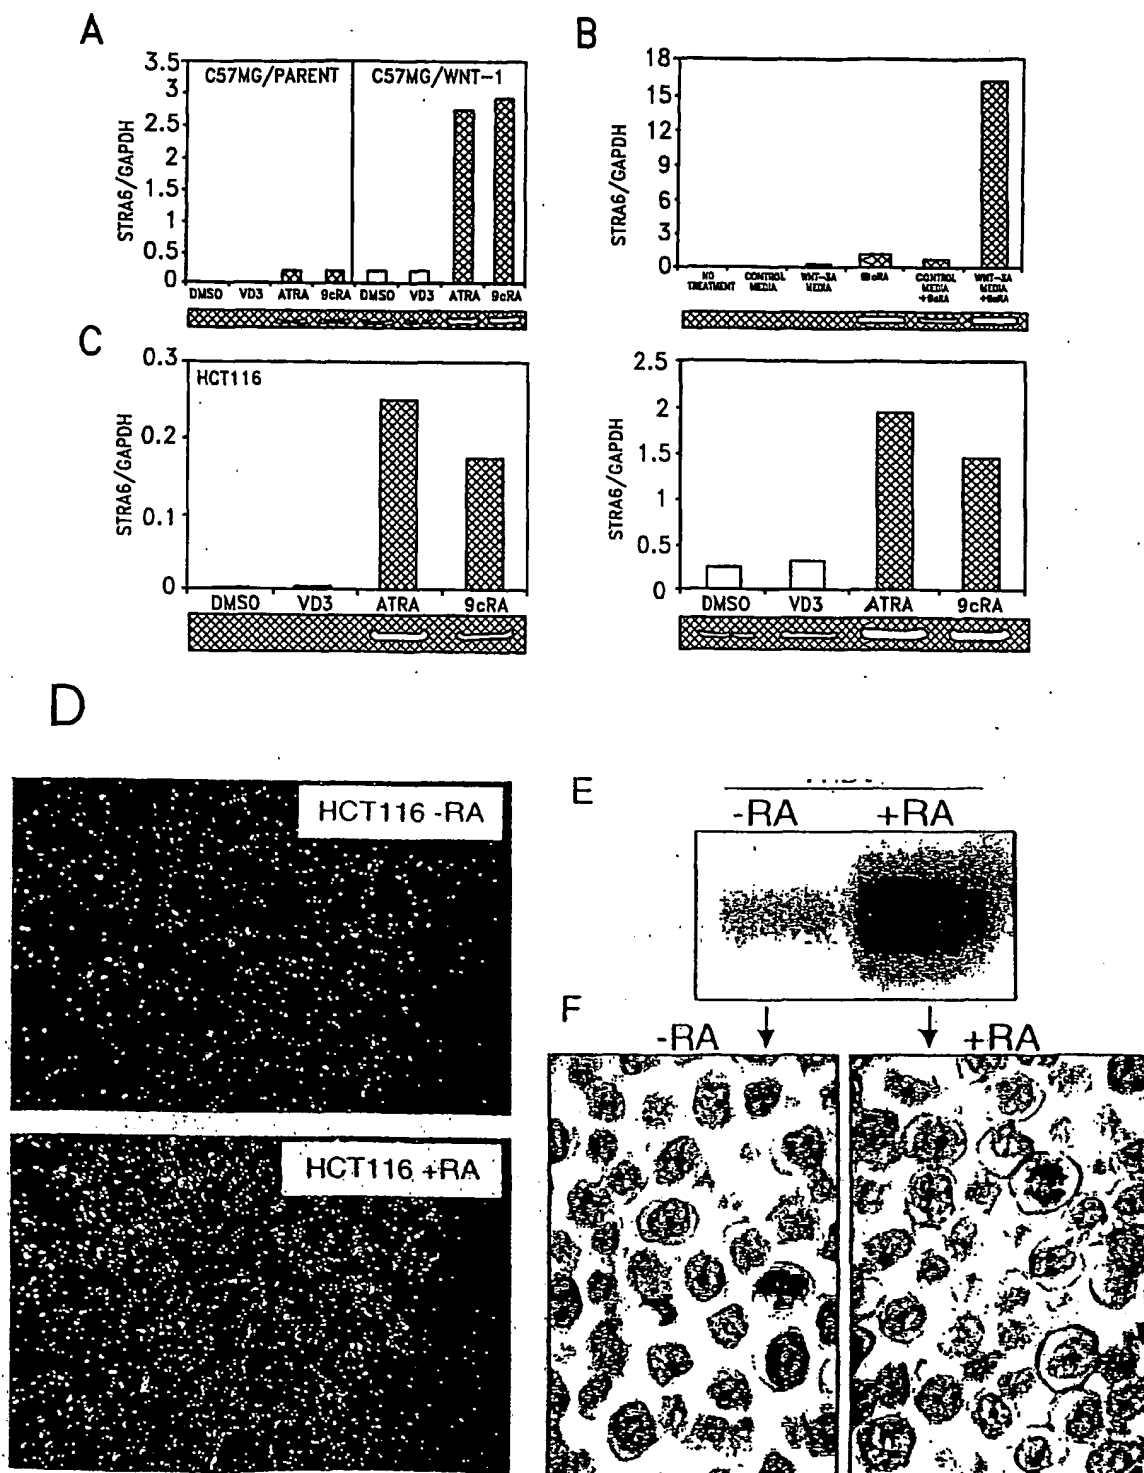 A
3.5
3
2.5
2
1.5
1
0.5
0
STRA6/GAPDH
C57MG/PARENT
C57MG/WNT-1
DMSO VD3 ATRA 9cRA DMSO VD3 ATRA 9cRA
B
18
15
12
9
6
3
0
STRA6/GAPDH
NO TREATMENT
CONTROL MEDIA
WNT-3A MEDIA
9cRA
CONTROL MEDIA +9cRA
WNT-3A MEDIA +9cRA
C
0.3
0.2
0.1
0
STRA6/GAPDH
HCT116
DMSO VD3 ATRA 9cRA
2.5
2
1.5
1
0.5
0
STRA6/GAPDH
DMSO VD3 ATRA 9cRA
D
HCT116 -RA
HCT116 +RA
E
-RA +RA
F
-RA +RA